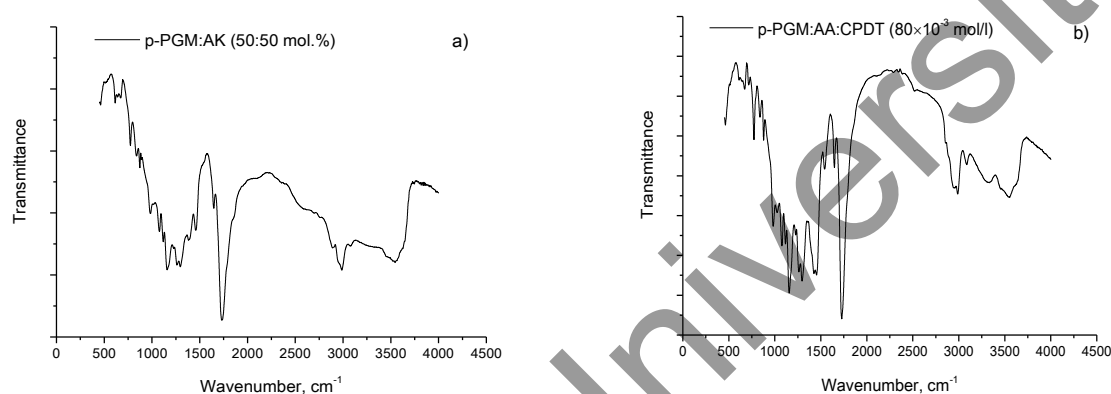 p-PGM:AK (50:50 mol.%)
a)
Transmittance
0 500 1000 1500 2000 2500 3000 3500 4000 4500
Wavenumber, cm⁻¹
p-PGM:AA:CPDT (80×10⁻³ mol/l)
b)
Transmittance
0 500 1000 1500 2000 2500 3000 3500 4000 4500
Wavenumber, cm⁻¹
Universit